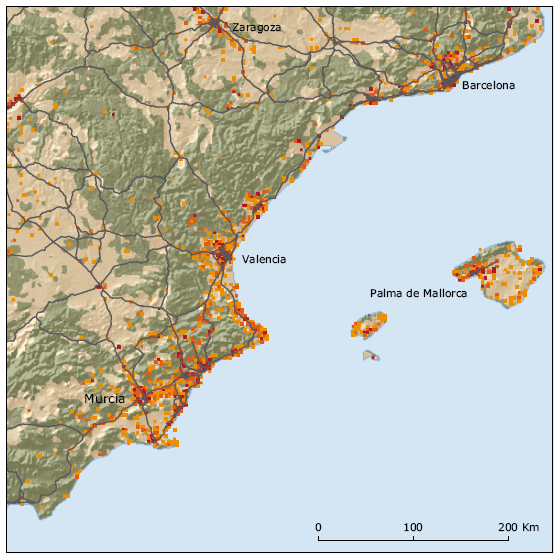 Zaragoza
Barcelona
Valencia
Palma de Mallorca
Murcia
0 100 200 Km